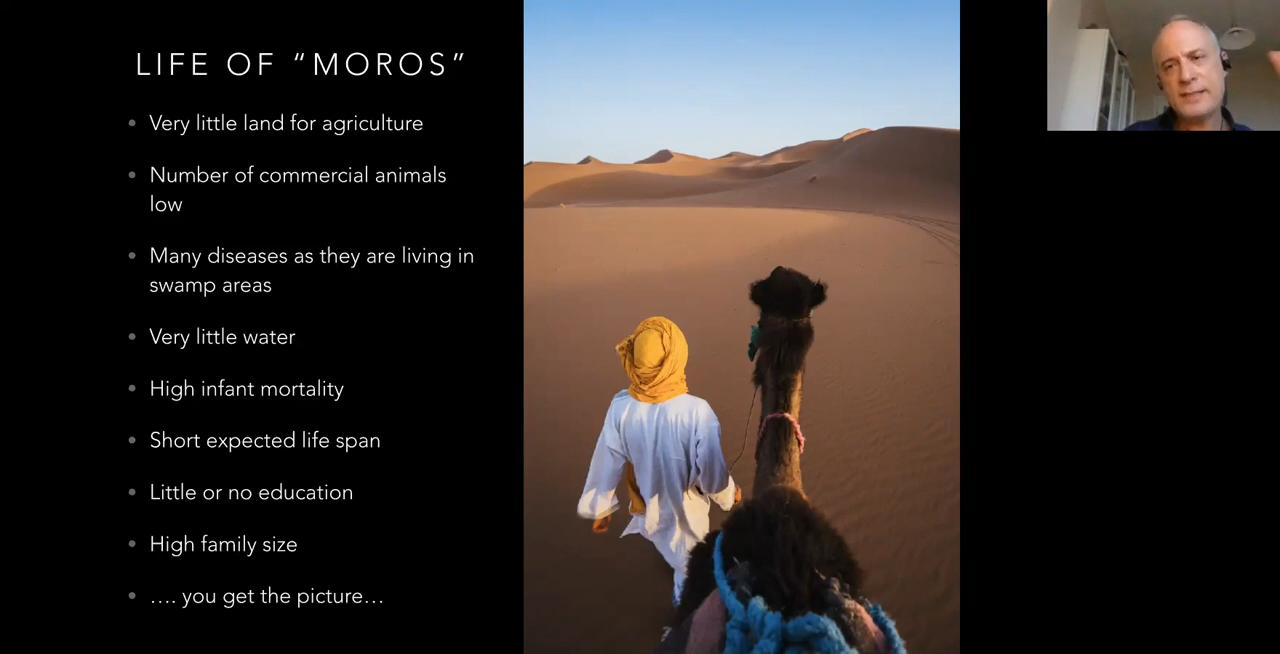 LIFE OF “MOROS”
• Very little land for agriculture
• Number of commercial animals
low
• Many diseases as they are living in
swamp areas
• Very little water
• High infant mortality
• Short expected life span
• Little or no education
• High family size
• …. you get the picture…